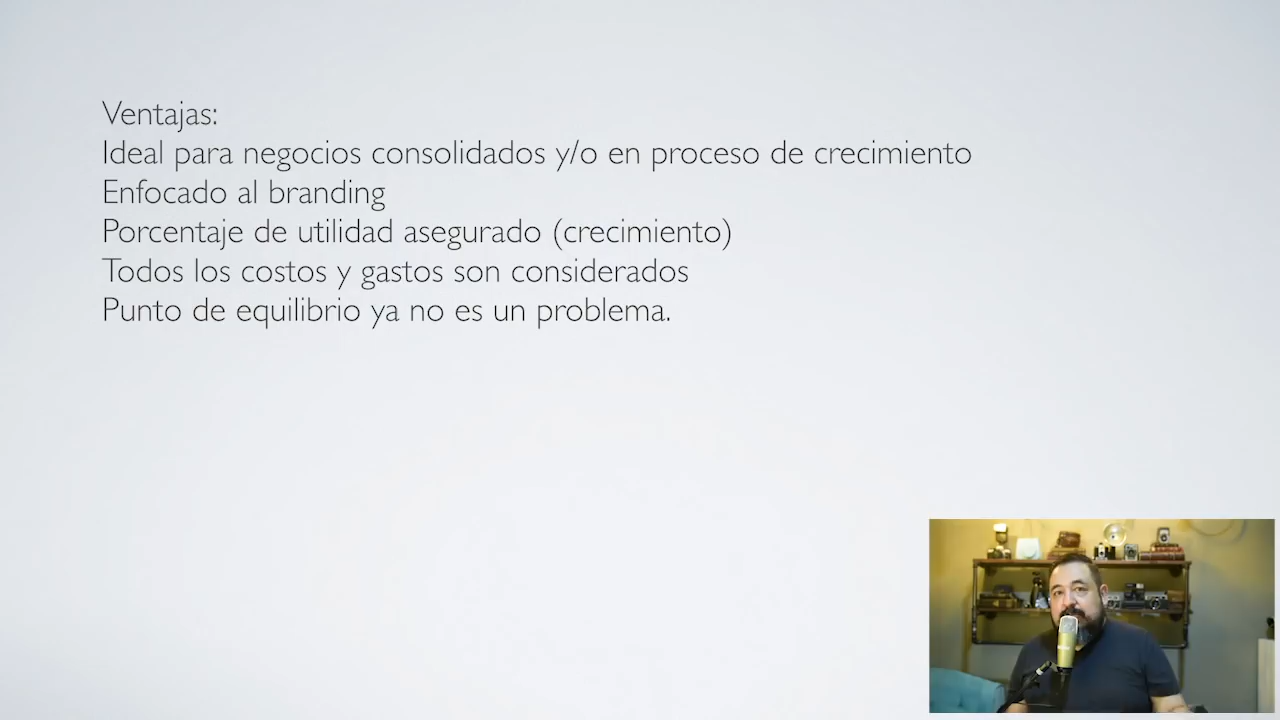 Ventajas:
Ideal para negocios consolidados y/o en proceso de crecimiento
Enfocado al branding
Porcentaje de utilidad asegurado (crecimiento)
Todos los costos y gastos son considerados
Punto de equilibrio ya no es un problema.